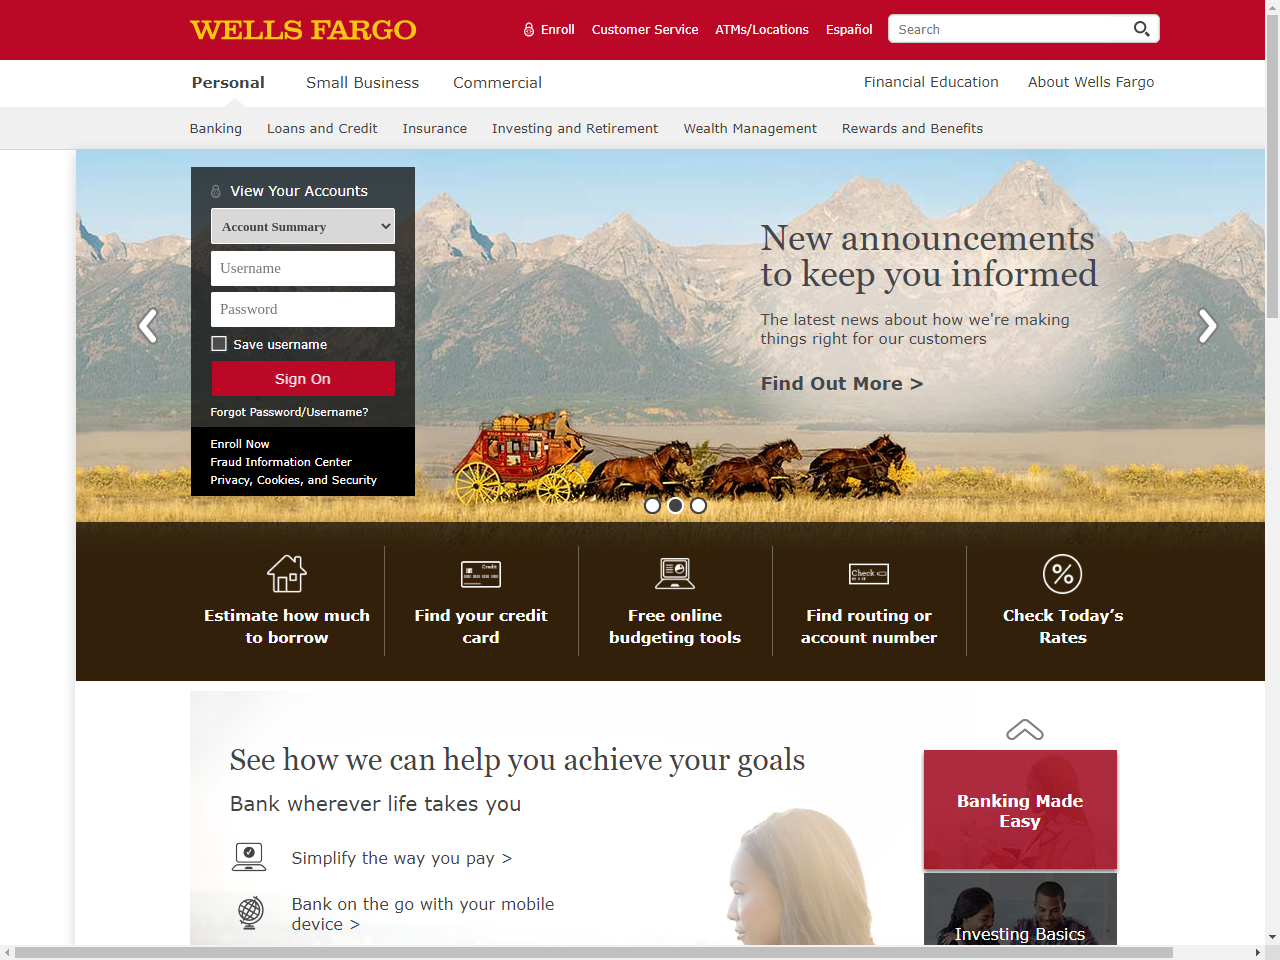 WELLS FARGO
Enroll
Customer Service
ATMs/Locations
Español
Search
Personal
Small Business
Commercial
Financial Education
About Wells Fargo
Banking
Loans and Credit
Insurance
Investing and Retirement
Wealth Management
Rewards and Benefits
View Your Accounts
Account Summary
Username
Password
Save username
Sign On
Forgot Password/Username?
Enroll Now
Fraud Information Center
Privacy, Cookies, and Security
New announcements
to keep you informed
The latest news about how we're making
things right for our customers
Find Out More >
Estimate how much
to borrow
Credit
Find your credit
card
Free online
budgeting tools
Check
Find routing or
account number
%
Check Today’s
Rates
See how we can help you achieve your goals
Bank wherever life takes you
Simplify the way you pay >
Bank on the go with your mobile
device >
Banking Made
Easy
Investing Basics